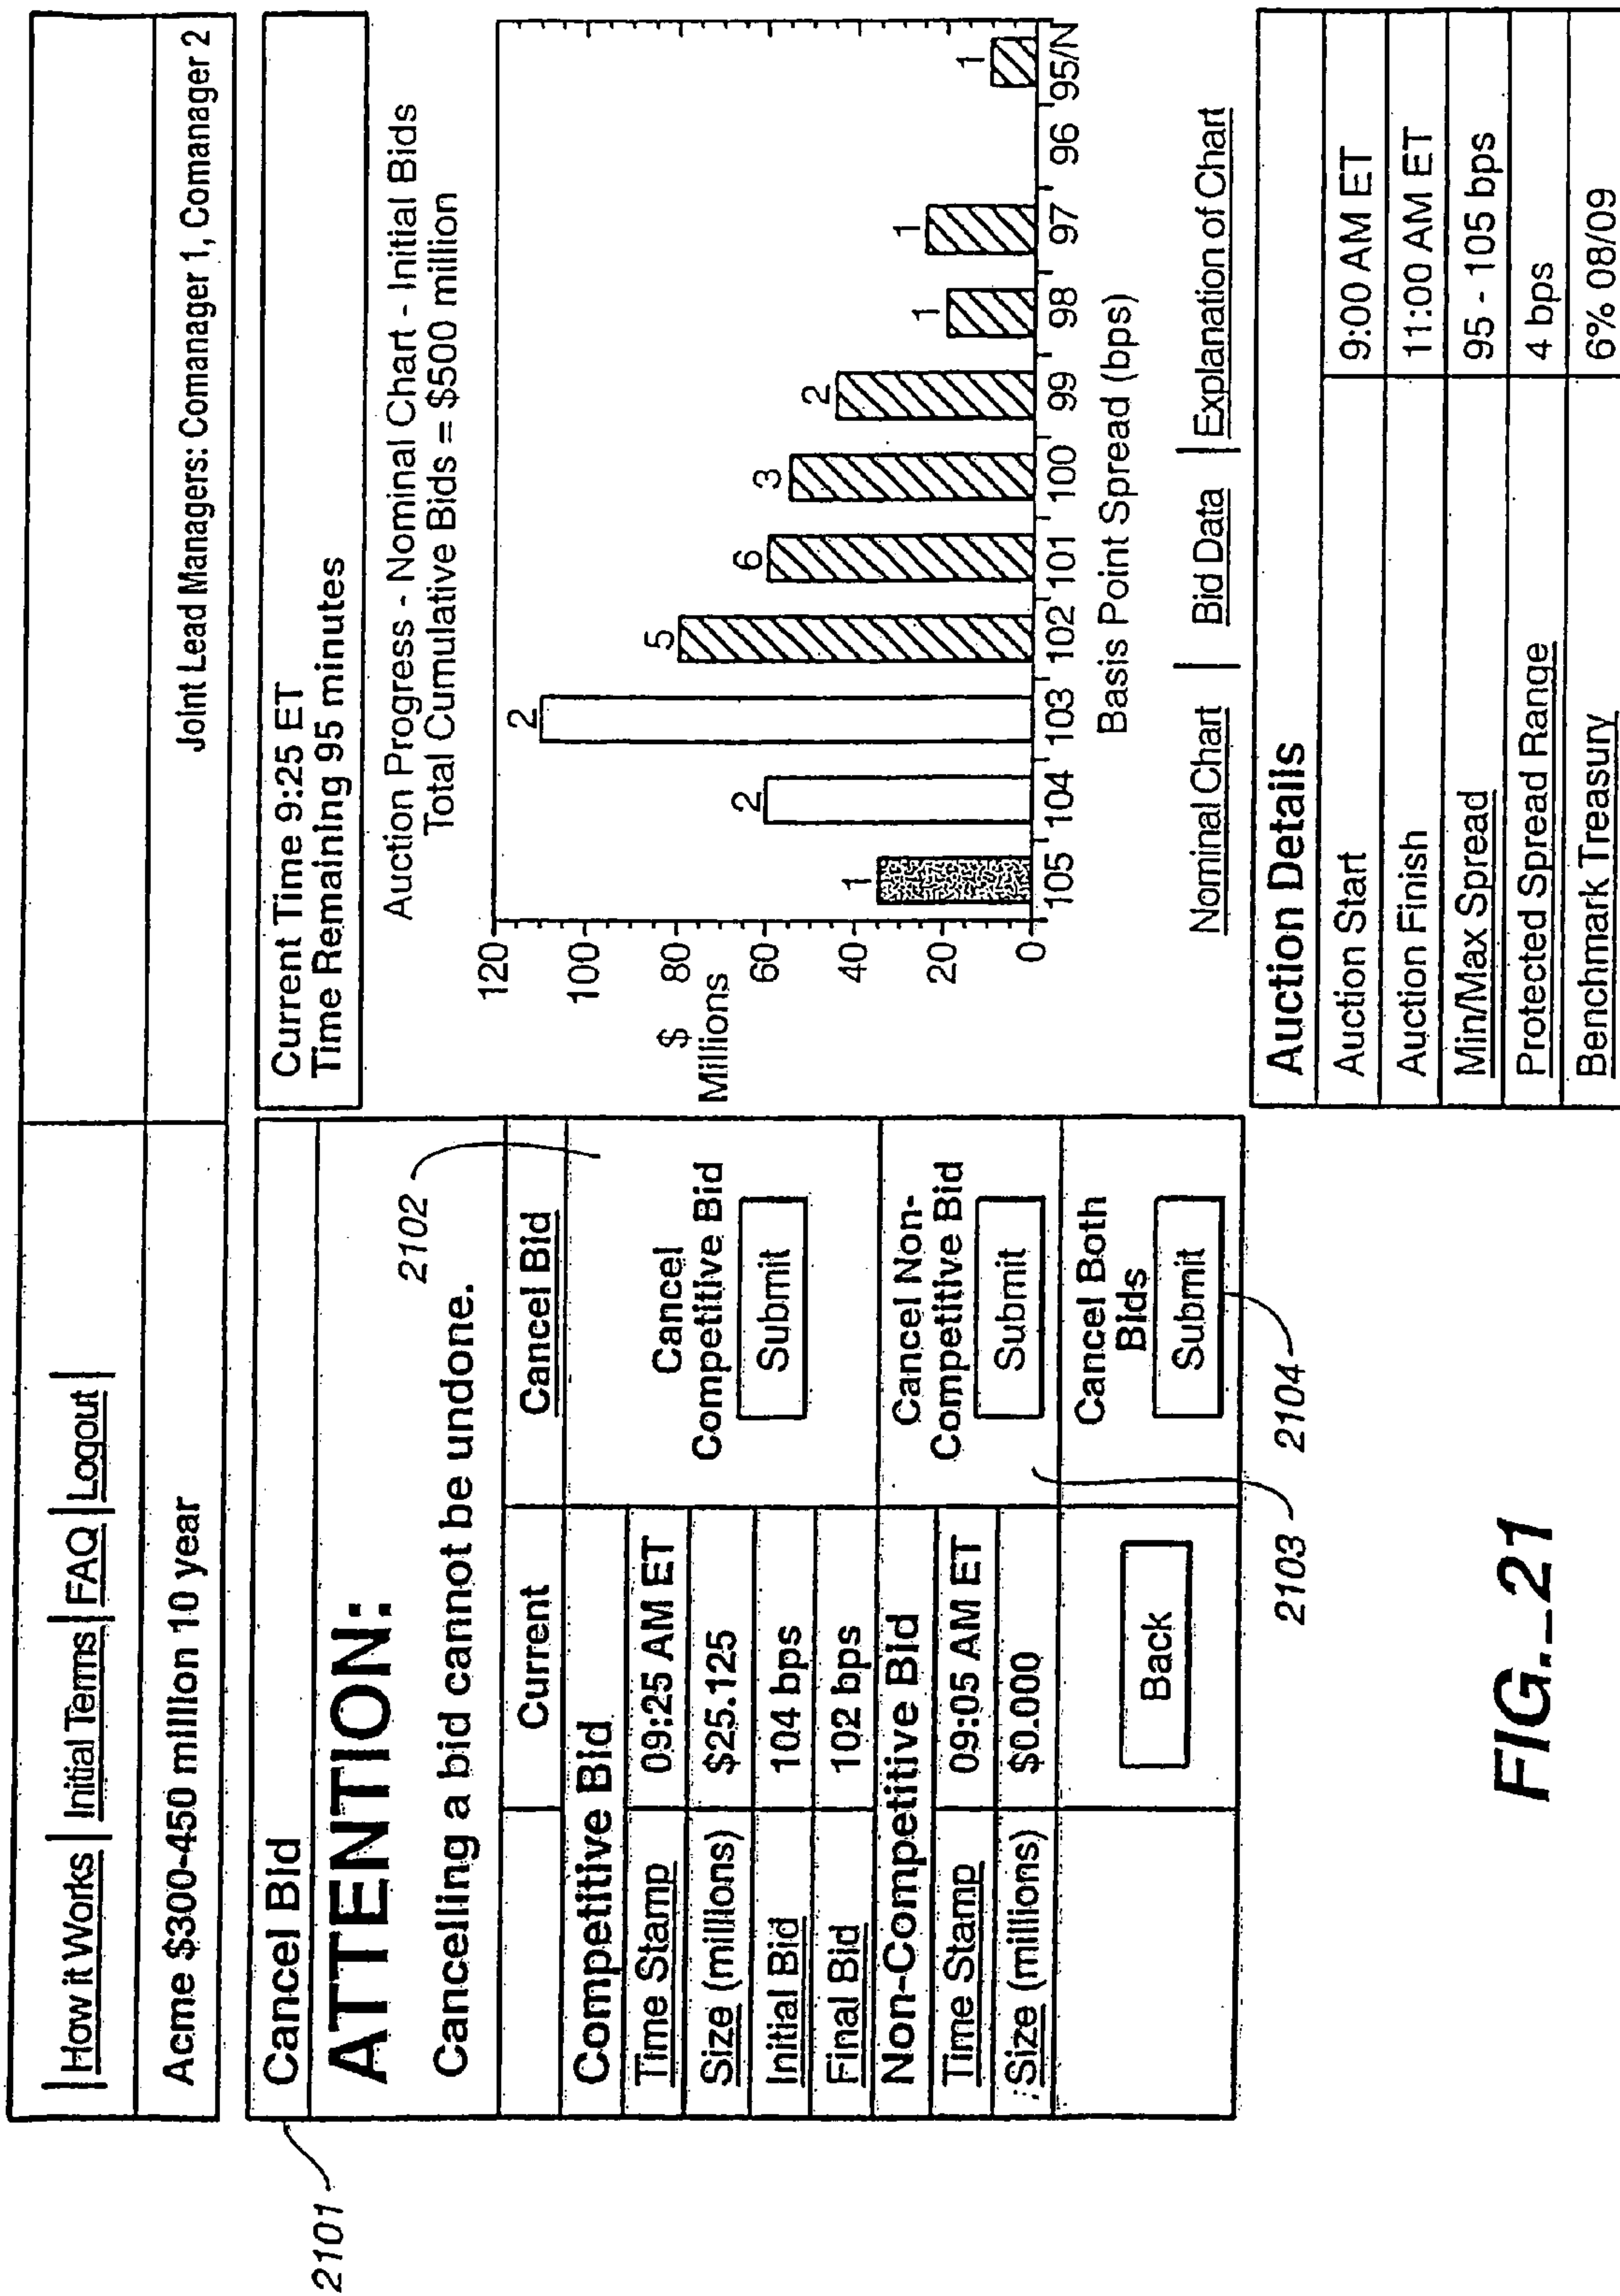 | How it Works | Initial Terms | FAQ | Logout |
Acme $300-450 million 10 year
Joint Lead Managers: Comanager 1, Comanager 2
2101
Cancel Bid
ATTENTION:
Cancelling a bid cannot be undone.
2102
Current
Cancel Bid
Competitive Bid
Time Stamp 09:25 AM ET
Size (millions) $25.125
Initial Bid 104 bps
Final Bid 102 bps
Cancel
Competitive Bid
Submit
Non-Competitive Bid
Time Stamp 09:05 AM ET
Size (millions) $0.000
Cancel Non-
Competitive Bid
Submit
Back
Cancel Both
Bids
Submit
2103
2104
Current Time 9:25 ET
Time Remaining 95 minutes
Auction Progress - Nominal Chart - Initial Bids
Total Cumulative Bids = $500 million
$
Millions
120
100
80
60
40
20
0
1 2 2 5 6 3 2 1 1 1
105 104 103 102 101 100 99 98 97 96 95/N
Basis Point Spread (bps)
Nominal Chart | Bid Data | Explanation of Chart
Auction Details
Auction Start 9:00 AM ET
Auction Finish 11:00 AM ET
Min/Max Spread 95 - 105 bps
Protected Spread Range 4 bps
Benchmark Treasury 6% 08/09
FIG._21